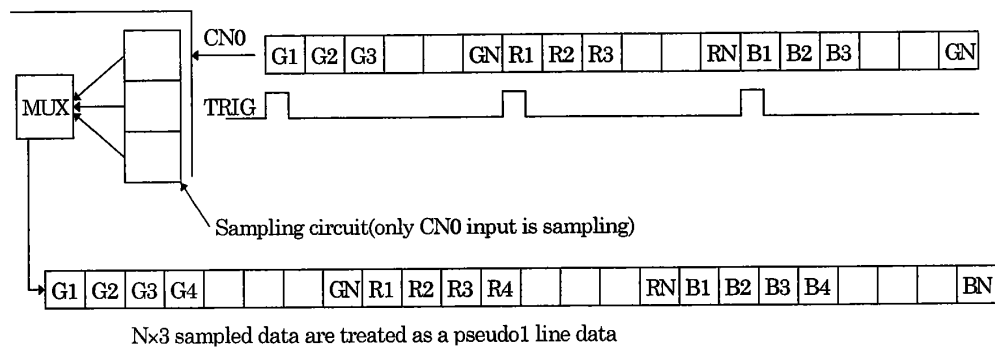 CN0
G1 G2 G3 GN R1 R2 R3 RN B1 B2 B3 GN
MUX
TRIG
Sampling circuit(only CN0 input is sampling)
G1 G2 G3 G4 GN R1 R2 R3 R4 RN B1 B2 B3 B4 BN
N×3 sampled data are treated as a pseudo1 line data